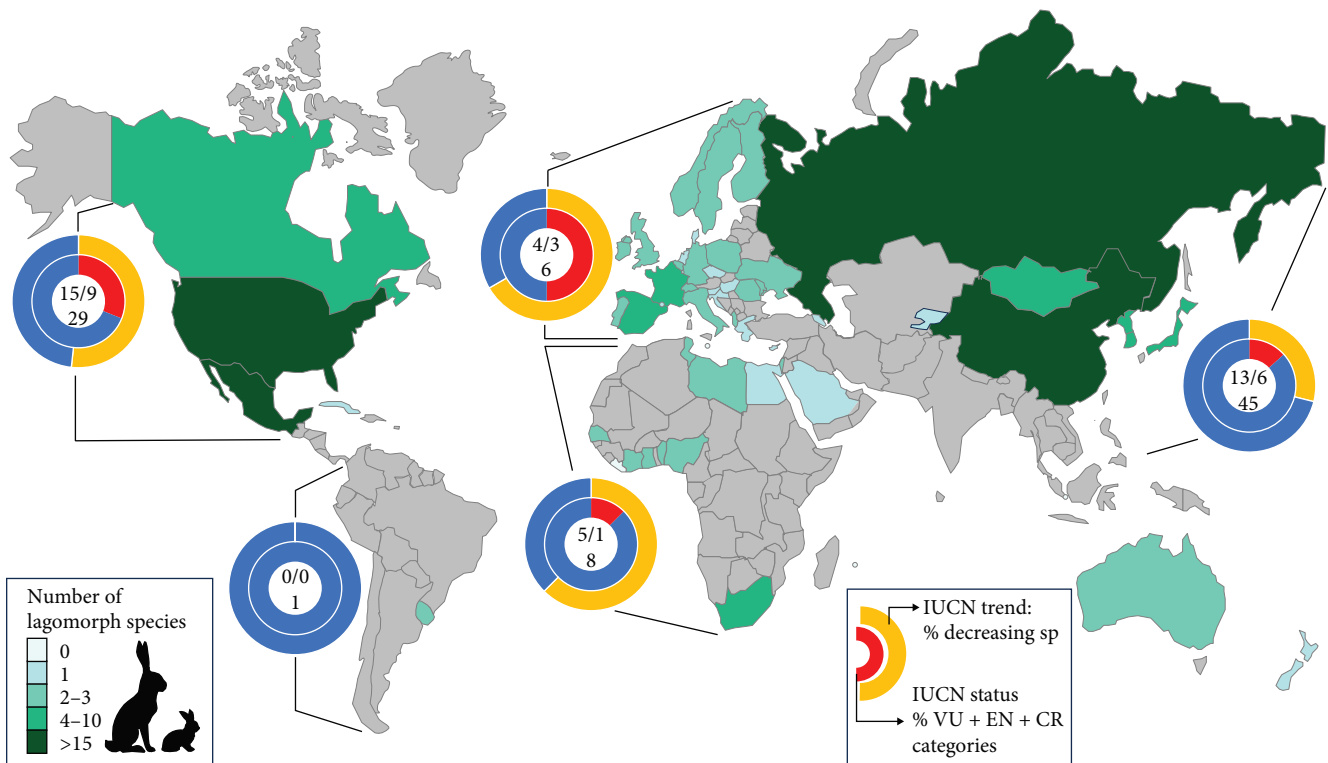 15/9
29
4/3
6
13/6
45
0/0
1
5/1
8
Number of
lagomorph species
0
1
2–3
4–10
>15
IUCN trend:
% decreasing sp
IUCN status
% VU + EN + CR
categories